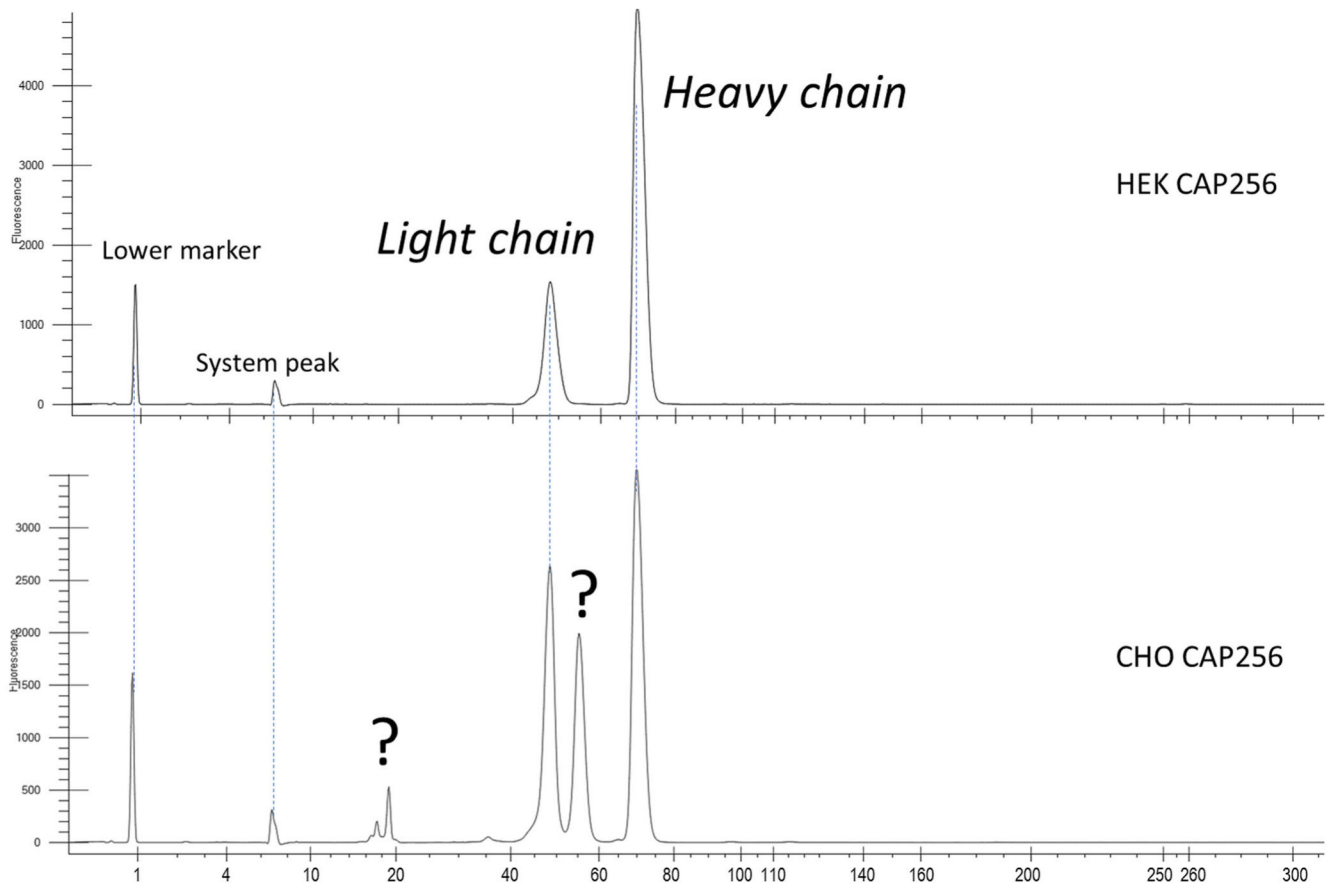 4000
3000
2000
1000
0
Fluorescence
Heavy chain
HEK CAP256
Light chain
Lower marker
System peak
3000
2500
2000
1500
1000
500
0
Fluorescence
?
?
CHO CAP256
1 4 10 20 40 60 80 100 110 140 160 200 250 260 300